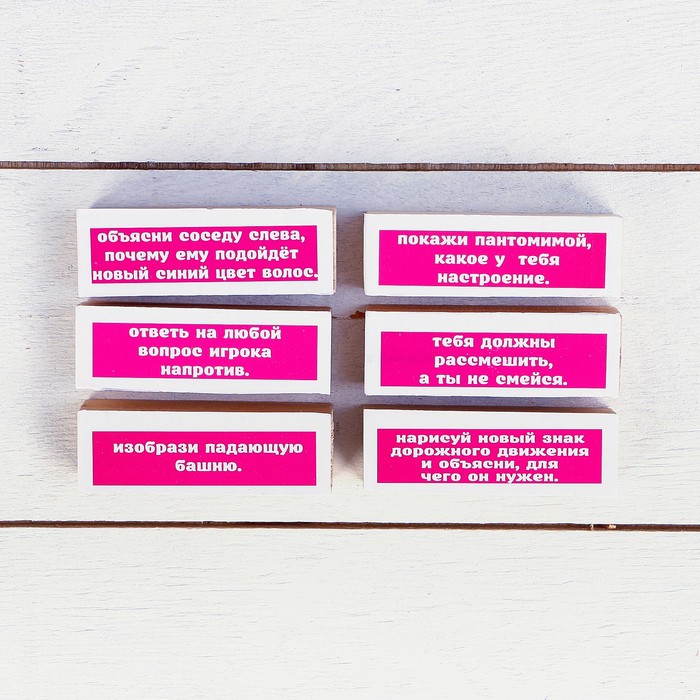 объясни соседу слева,
почему ему подойдёт
новый синий цвет волос.
покажи пантомимой,
какое у тебя
настроение.
ответь на любой
вопрос игрока
напротив.
тебя должны
рассмешить,
а ты не смейся.
изобрази падающую
башню.
нарисуй новый знак
дорожного движения
и объясни, для
чего он нужен.